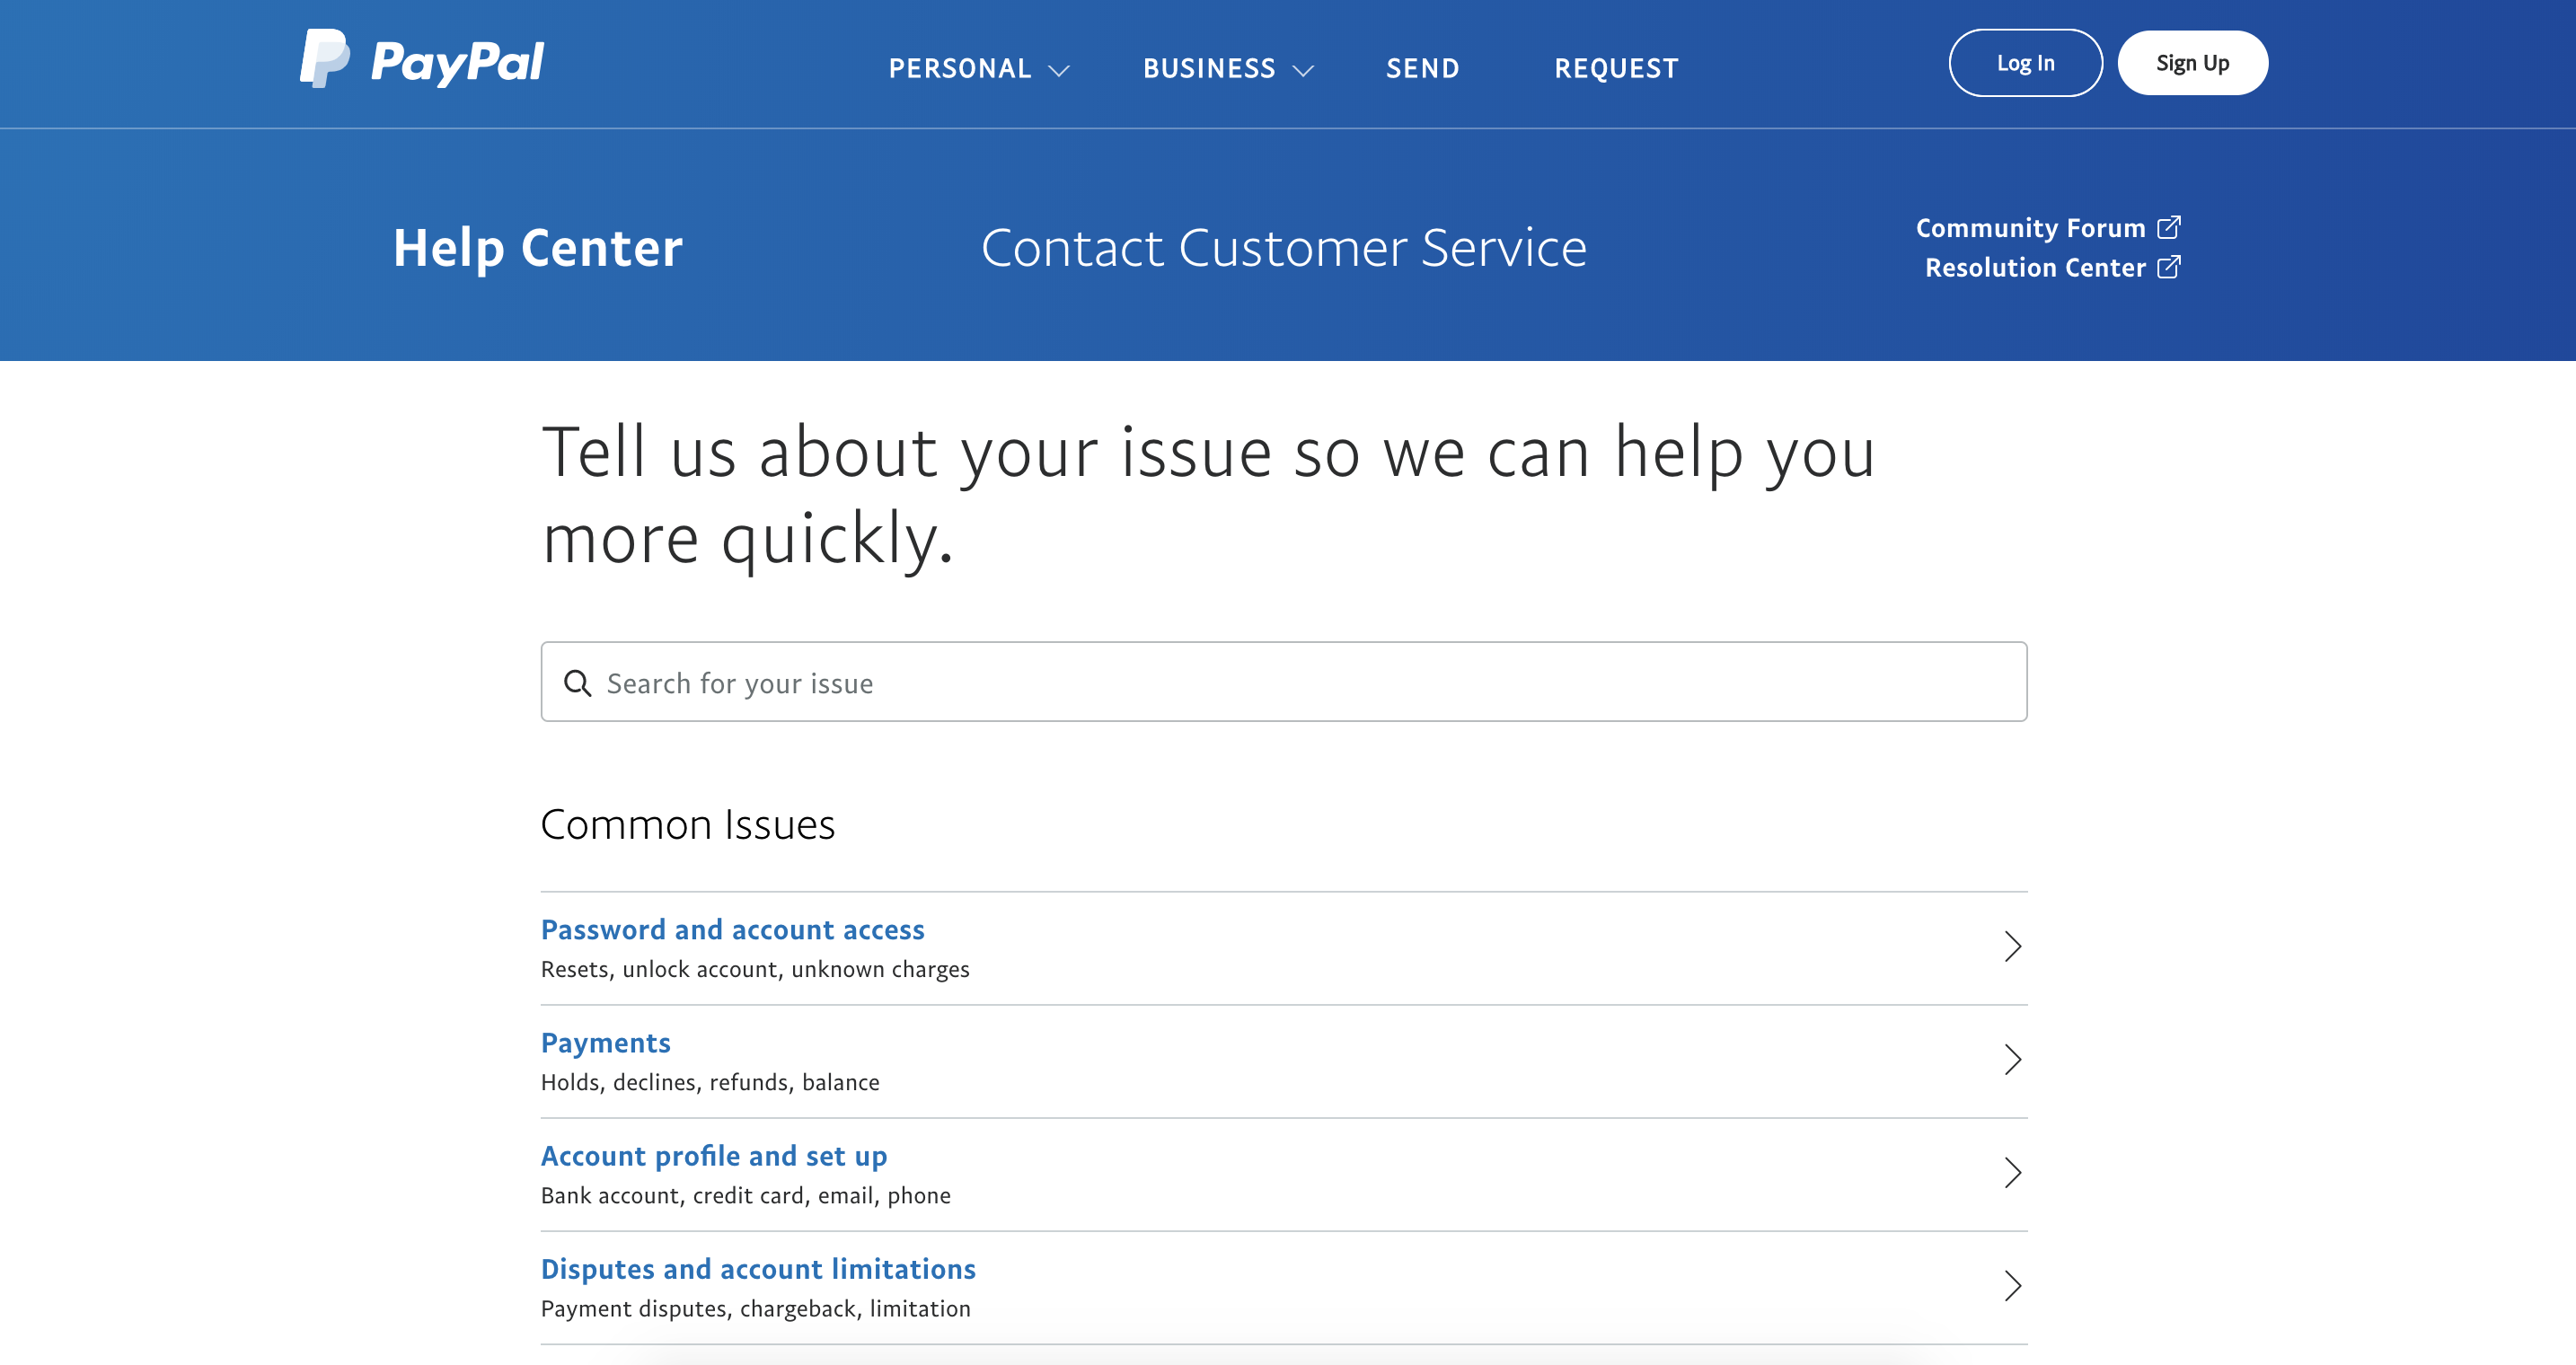 PayPal
PERSONAL
BUSINESS
SEND
REQUEST
Log In
Sign Up
Help Center
Contact Customer Service
Community Forum
Resolution Center
Tell us about your issue so we can help you
more quickly.
Search for your issue
Common Issues
Password and account access
Resets, unlock account, unknown charges
Payments
Holds, declines, refunds, balance
Account profile and set up
Bank account, credit card, email, phone
Disputes and account limitations
Payment disputes, chargeback, limitation